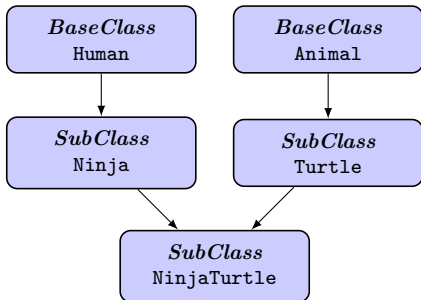 BaseClass
Human
BaseClass
Animal
SubClass
Ninja
SubClass
Turtle
SubClass
NinjaTurtle